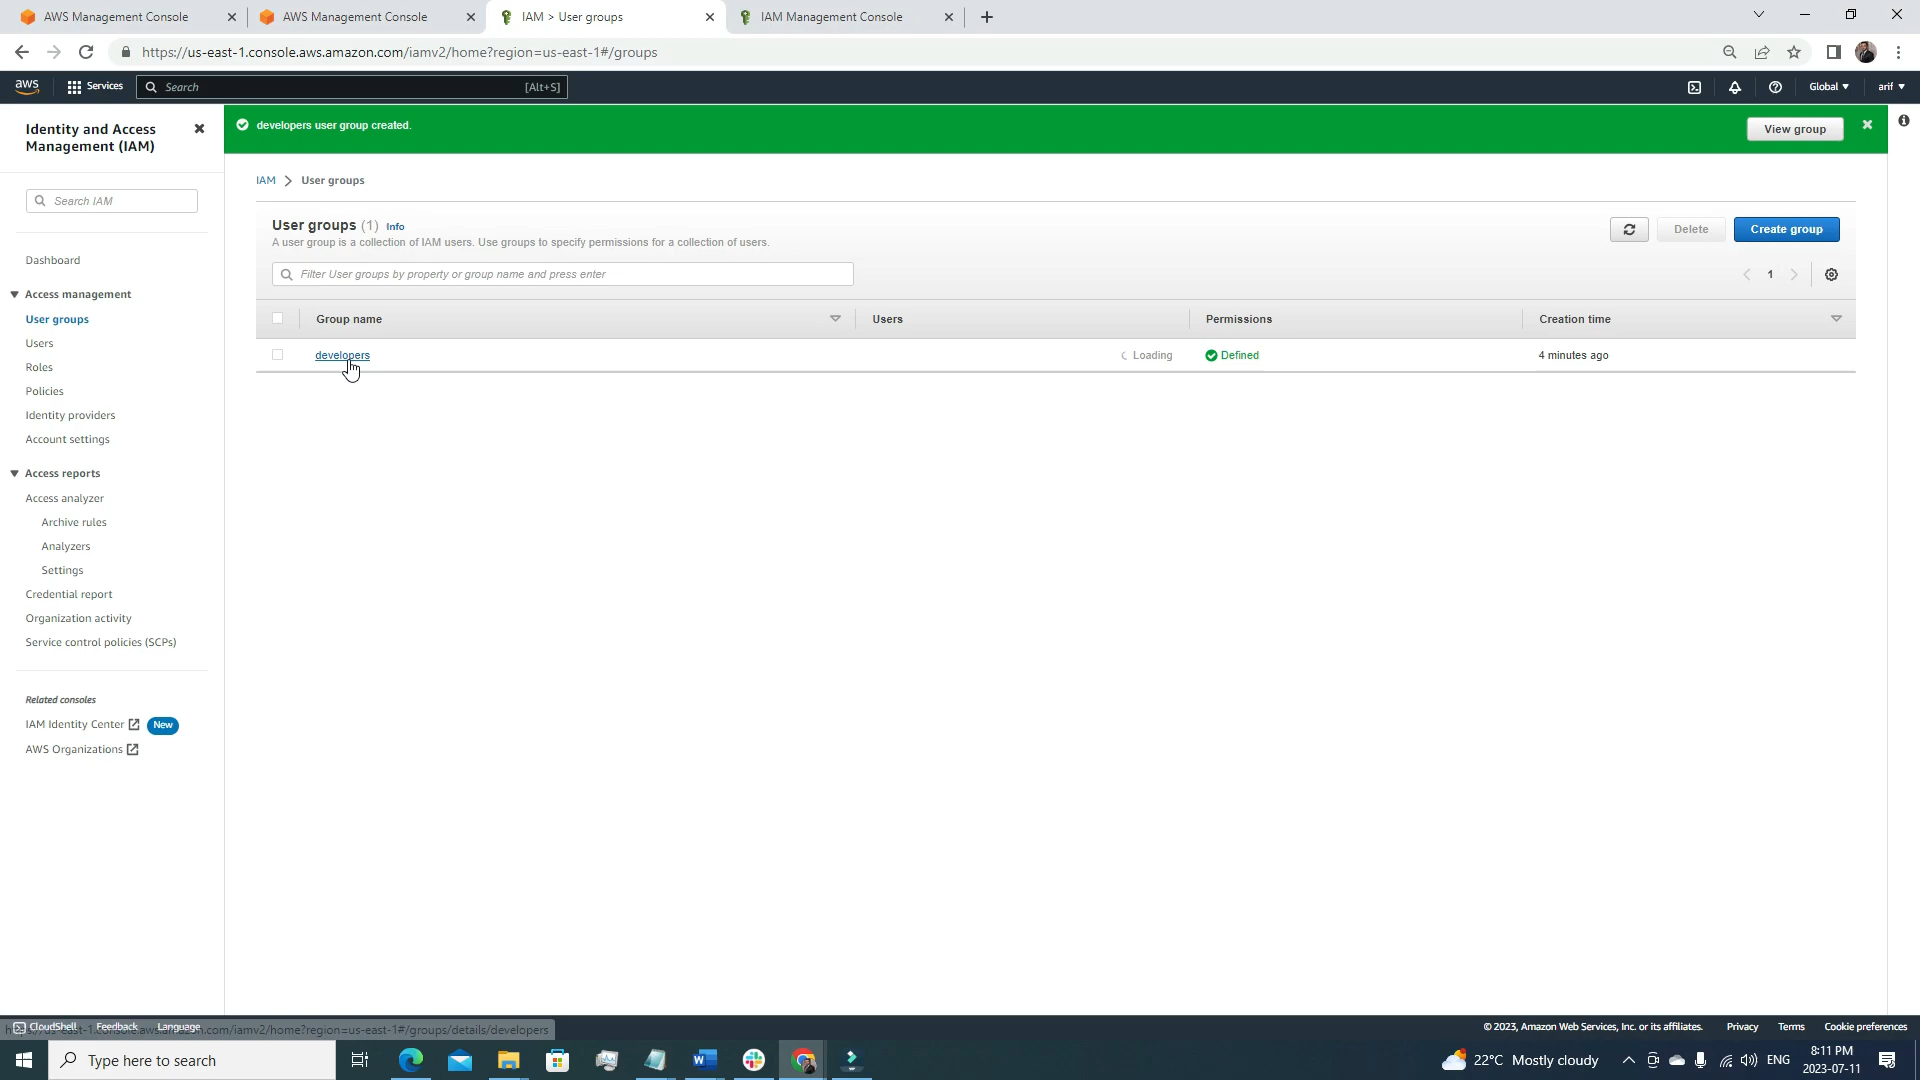 AWS Management Console
AWS Management Console
IAM > User groups
IAM Management Console
https://us-east-1.console.aws.amazon.com/iamv2/home?region=us-east-1#/groups
aws
Services
Search
[Alt+S]
Global
arif
Identity and Access
Management (IAM)
developers user group created.
View group
Search IAM
IAM > User groups
User groups (1) Info
A user group is a collection of IAM users. Use groups to specify permissions for a collection of users.
Delete
Create group
Filter User groups by property or group name and press enter
1
Group name
Users
Permissions
Creation time
developers
Loading
Defined
4 minutes ago
Dashboard
Access management
User groups
Users
Roles
Policies
Identity providers
Account settings
Access reports
Access analyzer
Archive rules
Analyzers
Settings
Credential report
Organization activity
Service control policies (SCPs)
Related consoles
IAM Identity Center New
AWS Organizations
CloudShell Feedback Language
https://us-east-1.console.aws.amazon.com/iamv2/home?region=us-east-1#/groups/details/developers
© 2023, Amazon Web Services, Inc. or its affiliates.
Privacy
Terms
Cookie preferences
Type here to search
22°C Mostly cloudy
ENG
8:11 PM
2023-07-11